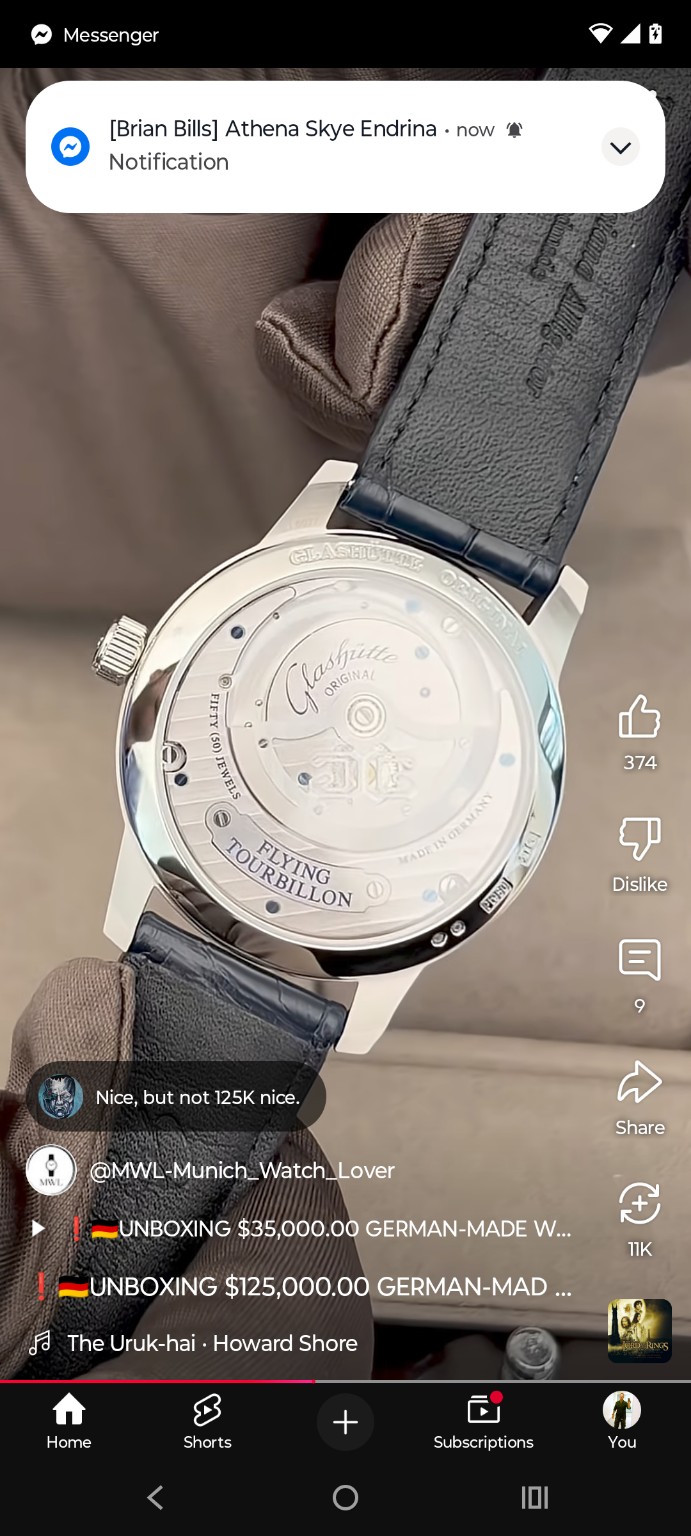 Messenger
[Brian Bills] Athena Skye Endrina • now
Notification
GLASHÜTTE ORIGINAL
Glashütte
ORIGINAL
FIFTY (50) JEWELS
MADE IN GERMANY
FLYING
TOURBILLON
374
Dislike
9
Share
11K
Nice, but not 125K nice.
@MWL-Munich_Watch_Lover
MWL
❗🇩🇪UNBOXING $35,000.00 GERMAN-MADE W...
❗🇩🇪UNBOXING $125,000.00 GERMAN-MAD ...
The Uruk-hai · Howard Shore
Home
Shorts
Subscriptions
You